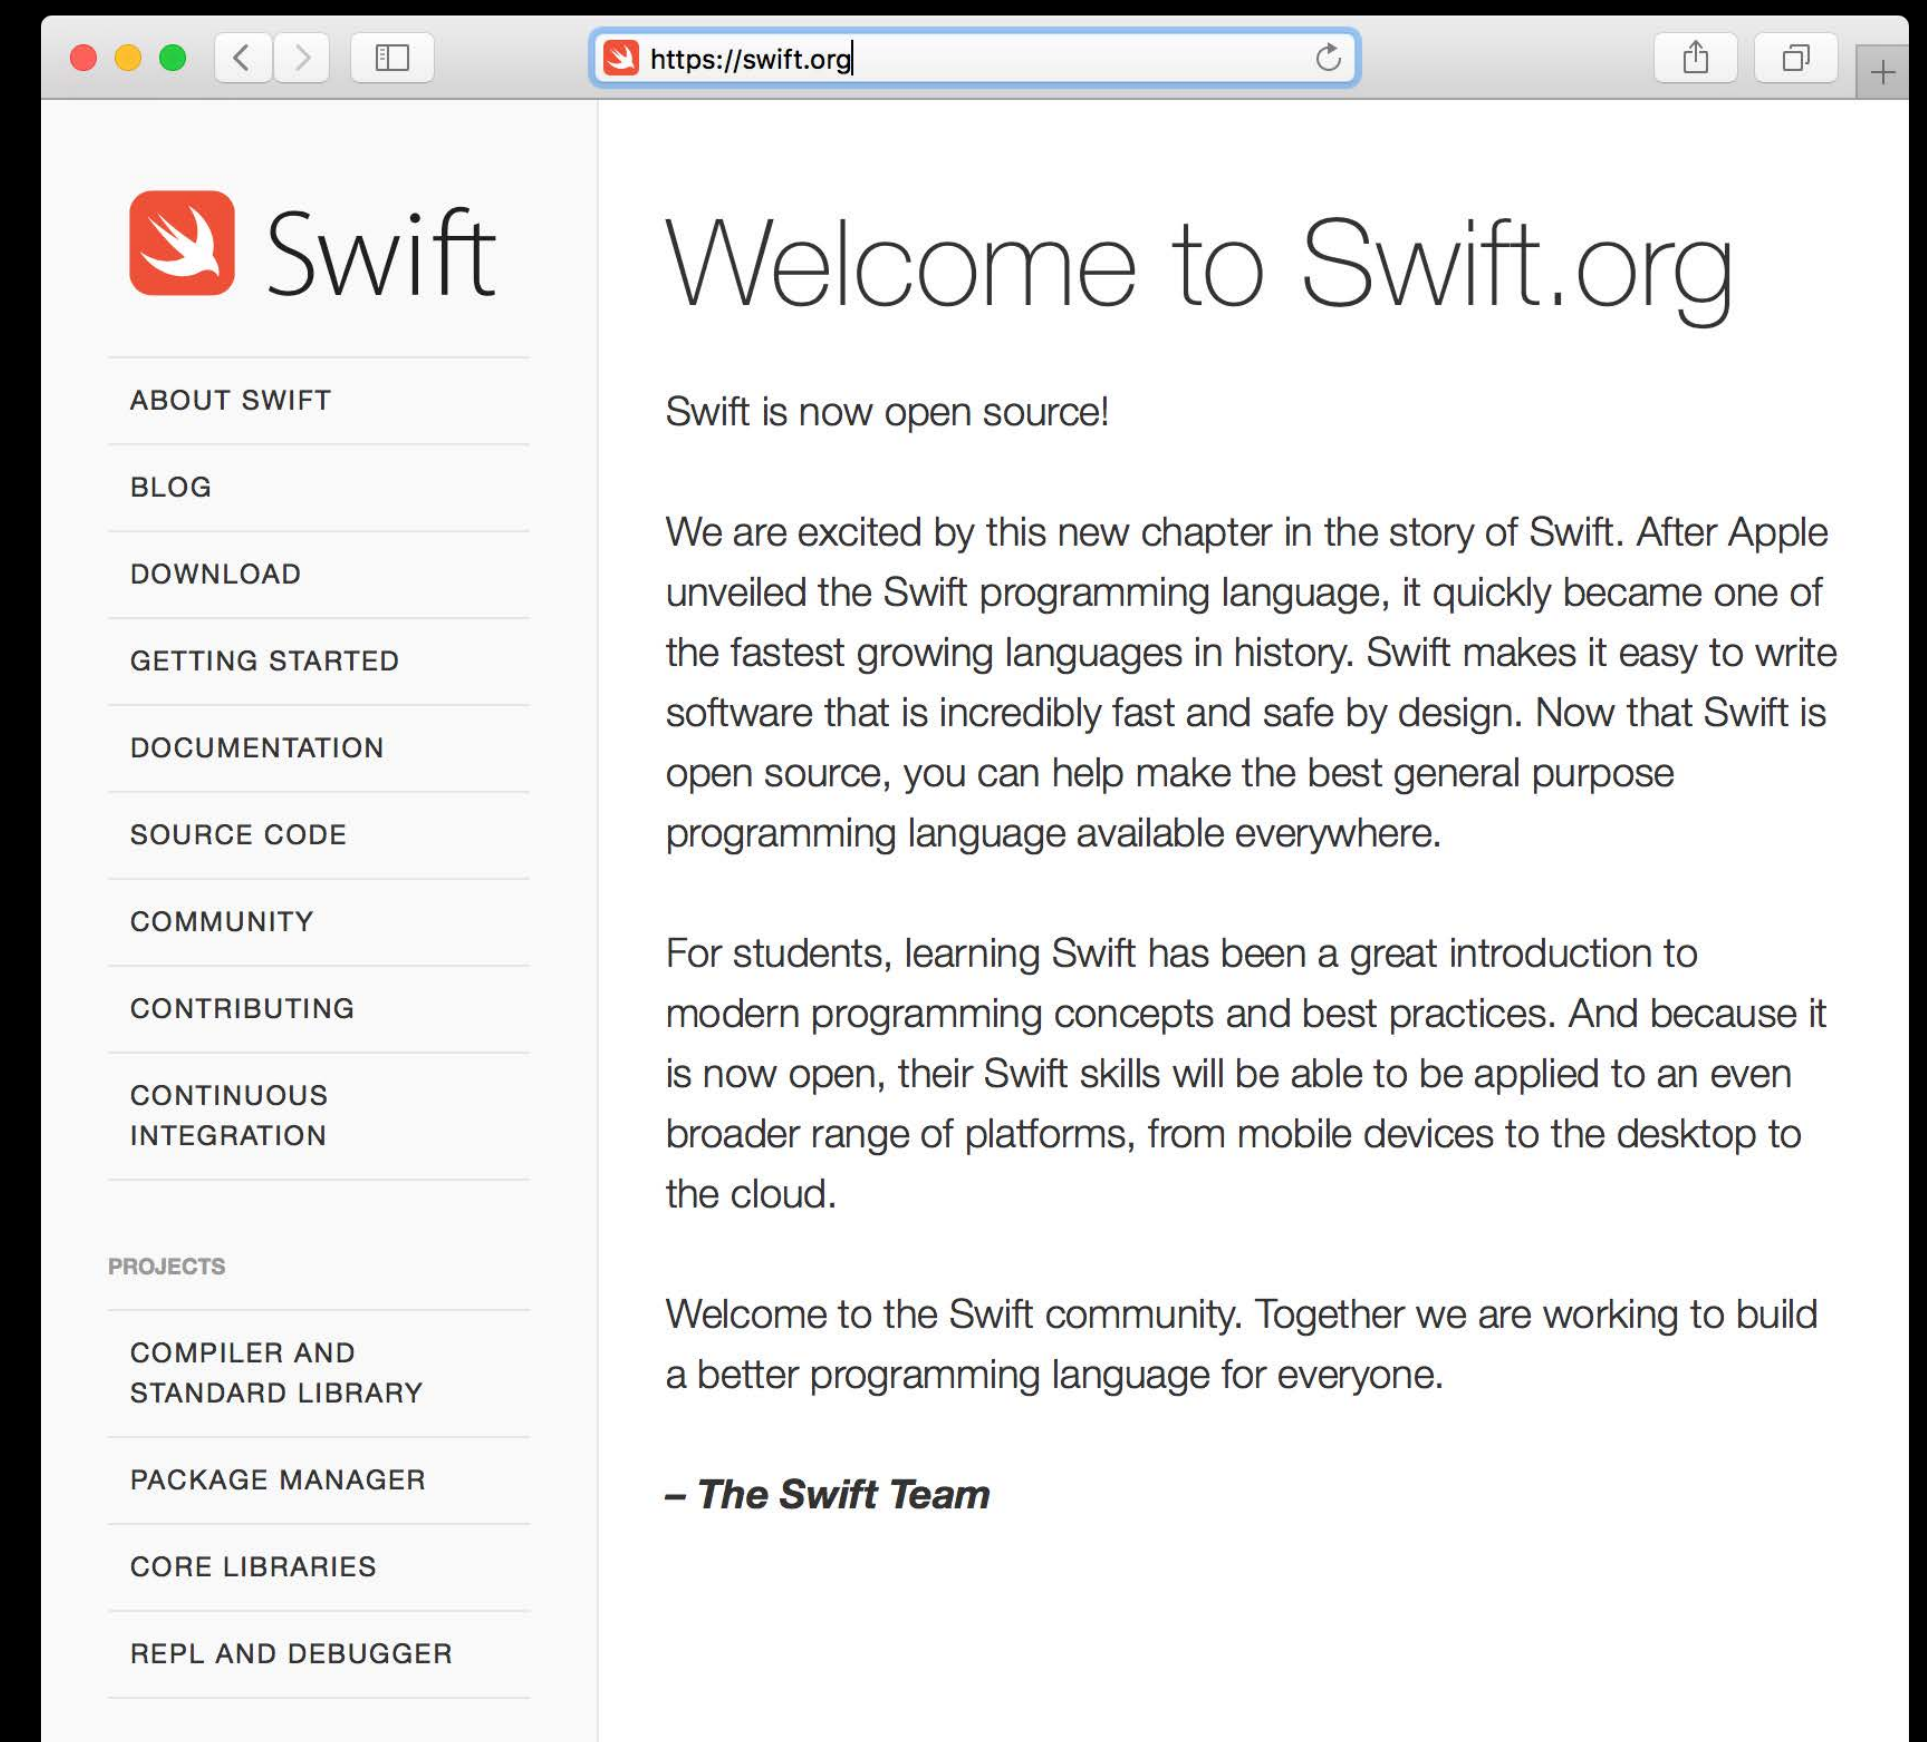 https://swift.org
Swift
ABOUT SWIFT
BLOG
DOWNLOAD
GETTING STARTED
DOCUMENTATION
SOURCE CODE
COMMUNITY
CONTRIBUTING
CONTINUOUS
INTEGRATION
PROJECTS
COMPILER AND
STANDARD LIBRARY
PACKAGE MANAGER
CORE LIBRARIES
REPL AND DEBUGGER
Welcome to Swift.org
Swift is now open source!
We are excited by this new chapter in the story of Swift. After Apple
unveiled the Swift programming language, it quickly became one of
the fastest growing languages in history. Swift makes it easy to write
software that is incredibly fast and safe by design. Now that Swift is
open source, you can help make the best general purpose
programming language available everywhere.
For students, learning Swift has been a great introduction to
modern programming concepts and best practices. And because it
is now open, their Swift skills will be able to be applied to an even
broader range of platforms, from mobile devices to the desktop to
the cloud.
Welcome to the Swift community. Together we are working to build
a better programming language for everyone.
– The Swift Team